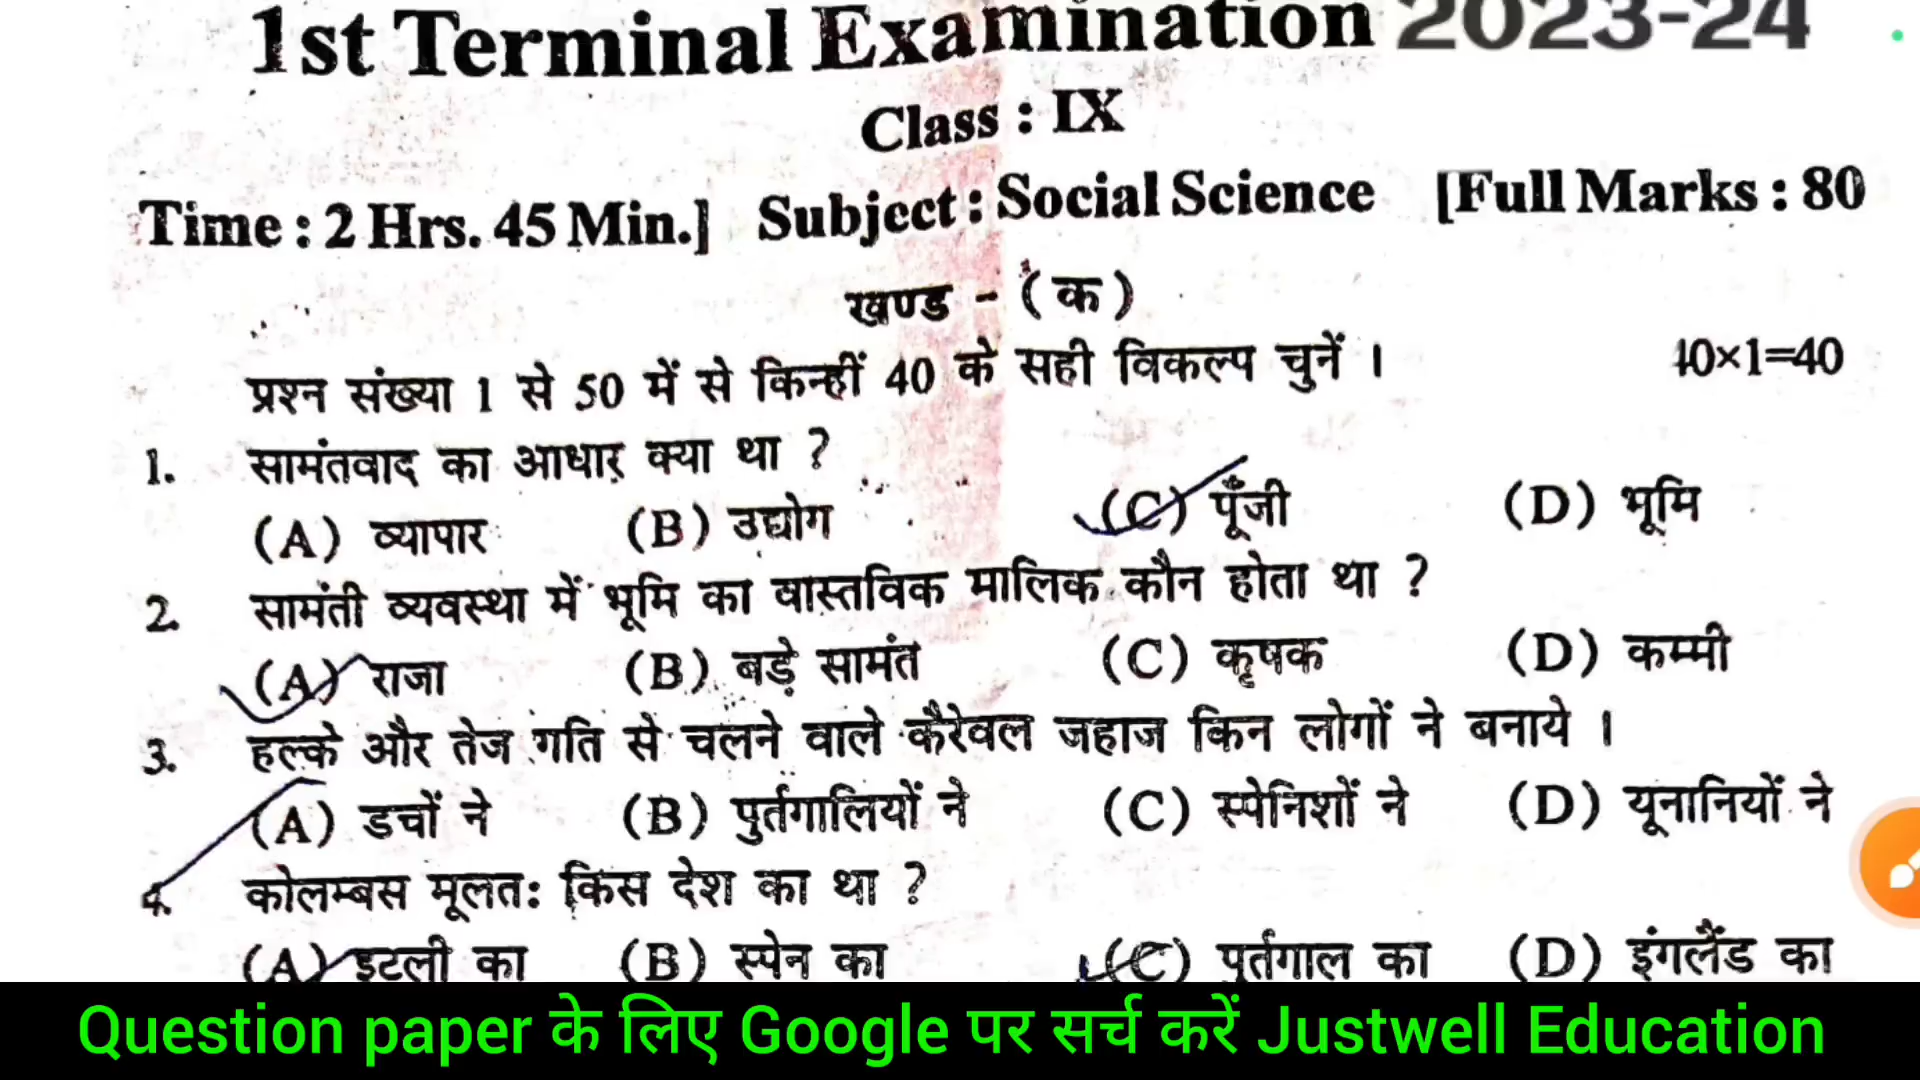 1st Terminal Examination 2023-24
Class : IX
Time : 2 Hrs. 45 Min.] Subject : Social Science [Full Marks : 80
खण्ड - ( क )
प्रश्न संख्या 1 से 50 में से किन्हीं 40 के सही विकल्प चुनें । 40×1=40
1. सामंतवाद का आधार क्या था ?
(A) व्यापार (B) उद्योग (C) पूँजी (D) भूमि
2. सामंती व्यवस्था में भूमि का वास्तविक मालिक कौन होता था ?
(A) राजा (B) बड़े सामंत (C) कृषक (D) कम्मी
3. हल्के और तेज गति से चलने वाले कैरेवल जहाज किन लोगों ने बनाये ।
(A) डचों ने (B) पुर्तगालियों ने (C) स्पेनिशों ने (D) यूनानियों ने
4. कोलम्बस मूलतः किस देश का था ?
(A) इटली का (B) स्पेन का (C) पुर्तगाल का (D) इंगलैंड का
Question paper के लिए Google पर सर्च करें Justwell Education